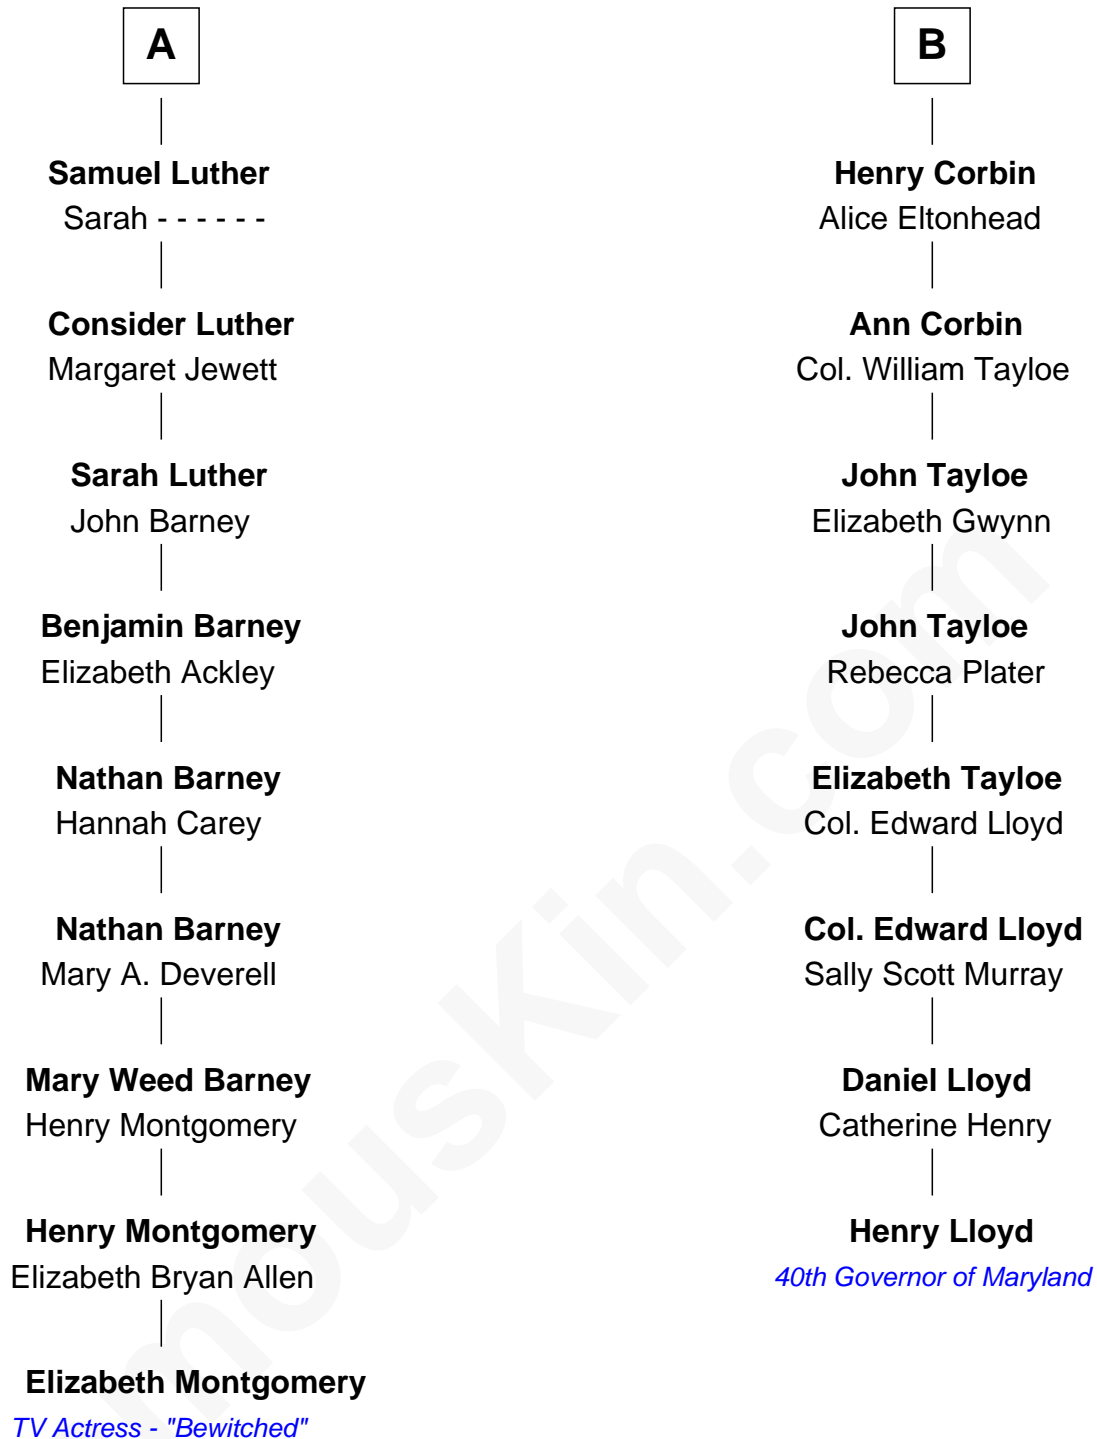 A
Samuel Luther
Sarah - - - - - -
Consider Luther
Margaret Jewett
Sarah Luther
John Barney
Benjamin Barney
Elizabeth Ackley
Nathan Barney
Hannah Carey
Nathan Barney
Mary A. Deverell
Mary Weed Barney
Henry Montgomery
Henry Montgomery
Elizabeth Bryan Allen
Elizabeth Montgomery
TV Actress - "Bewitched"
B
Henry Corbin
Alice Eltonhead
Ann Corbin
Col. William Tayloe
John Tayloe
Elizabeth Gwynn
John Tayloe
Rebecca Plater
Elizabeth Tayloe
Col. Edward Lloyd
Col. Edward Lloyd
Sally Scott Murray
Daniel Lloyd
Catherine Henry
Henry Lloyd
40th Governor of Maryland
mousKin.com